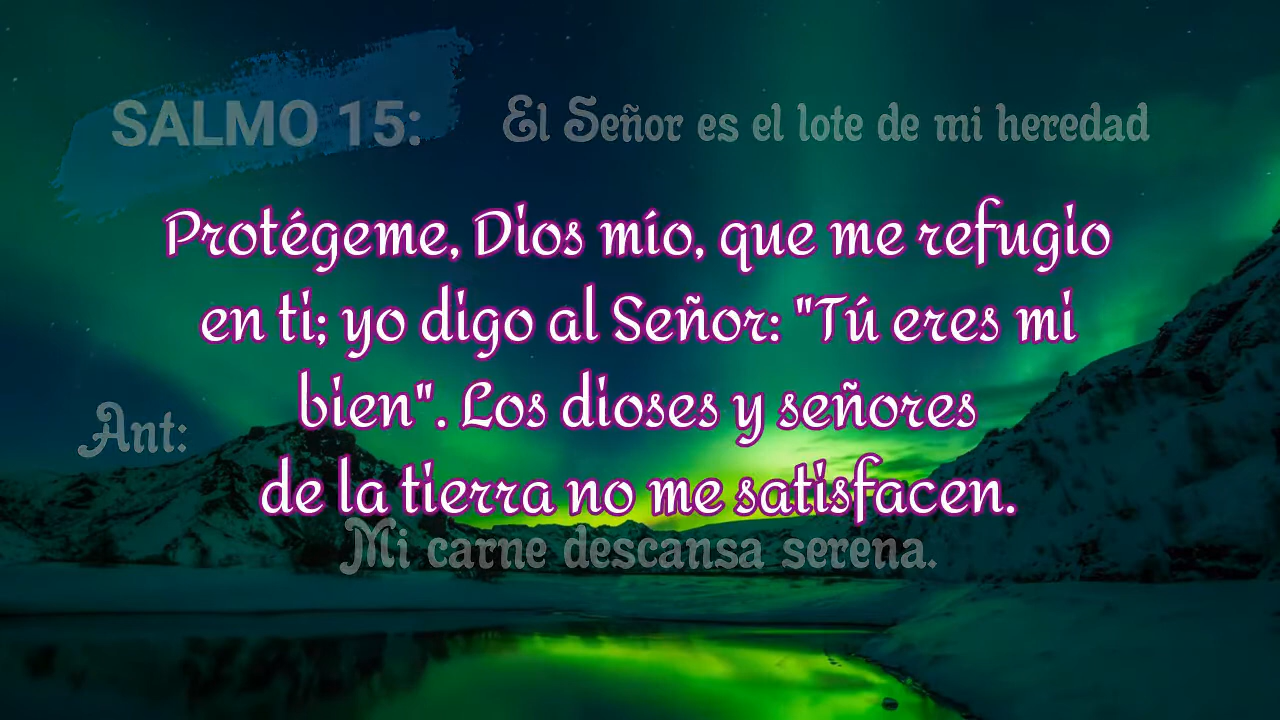 SALMO 15: El Señor es el lote de mi heredad
Protégeme, Dios mío, que me refugio
en ti; yo digo al Señor: "Tú eres mi
bien". Los dioses y señores
Ant:
de la tierra no me satisfacen.
Mi carne descansa serena.